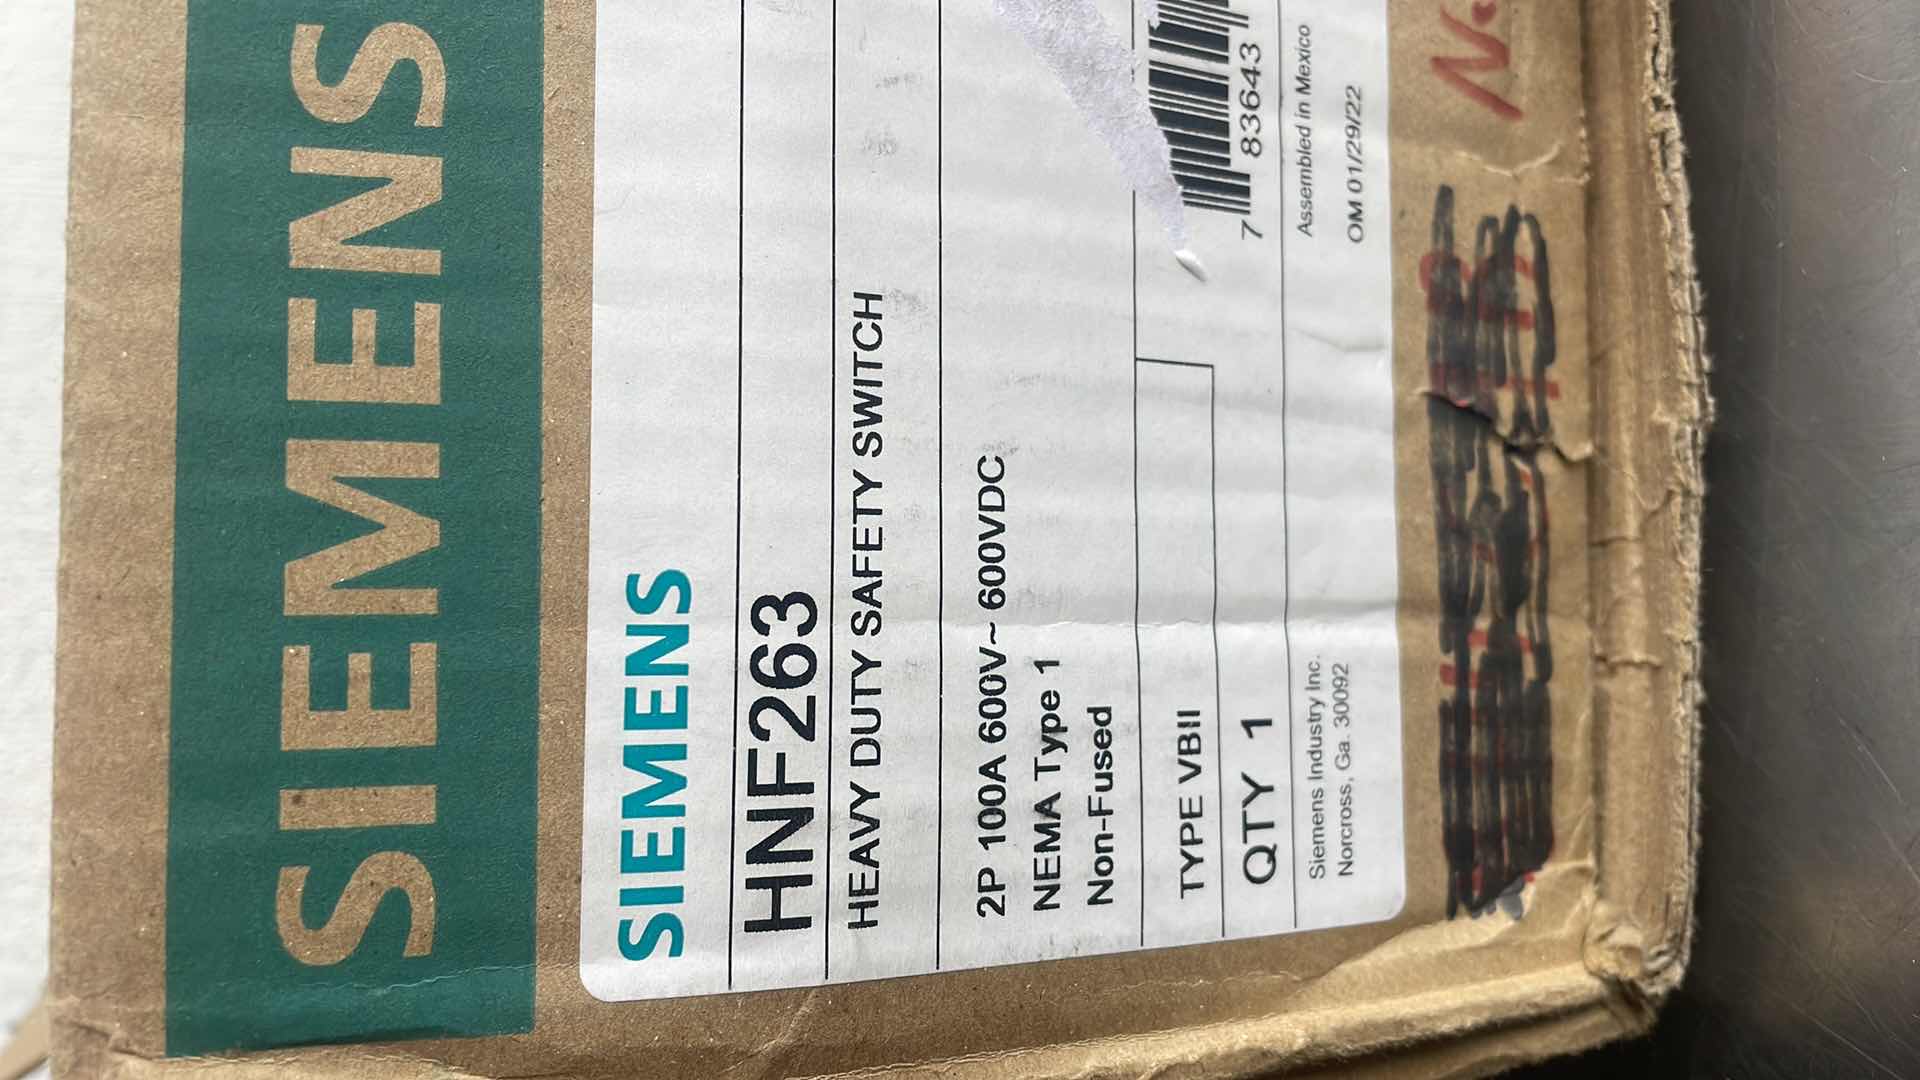 SIEMENS
SIEMENS
HNF263
HEAVY DUTY SAFETY SWITCH
2P 100A 600V~ 600VDC
NEMA Type 1
Non-Fused
TYPE VBII
QTY 1
7 83643
Siemens Industry Inc.
Norcross, Ga. 30092
Assembled in Mexico
OM 01/29/22